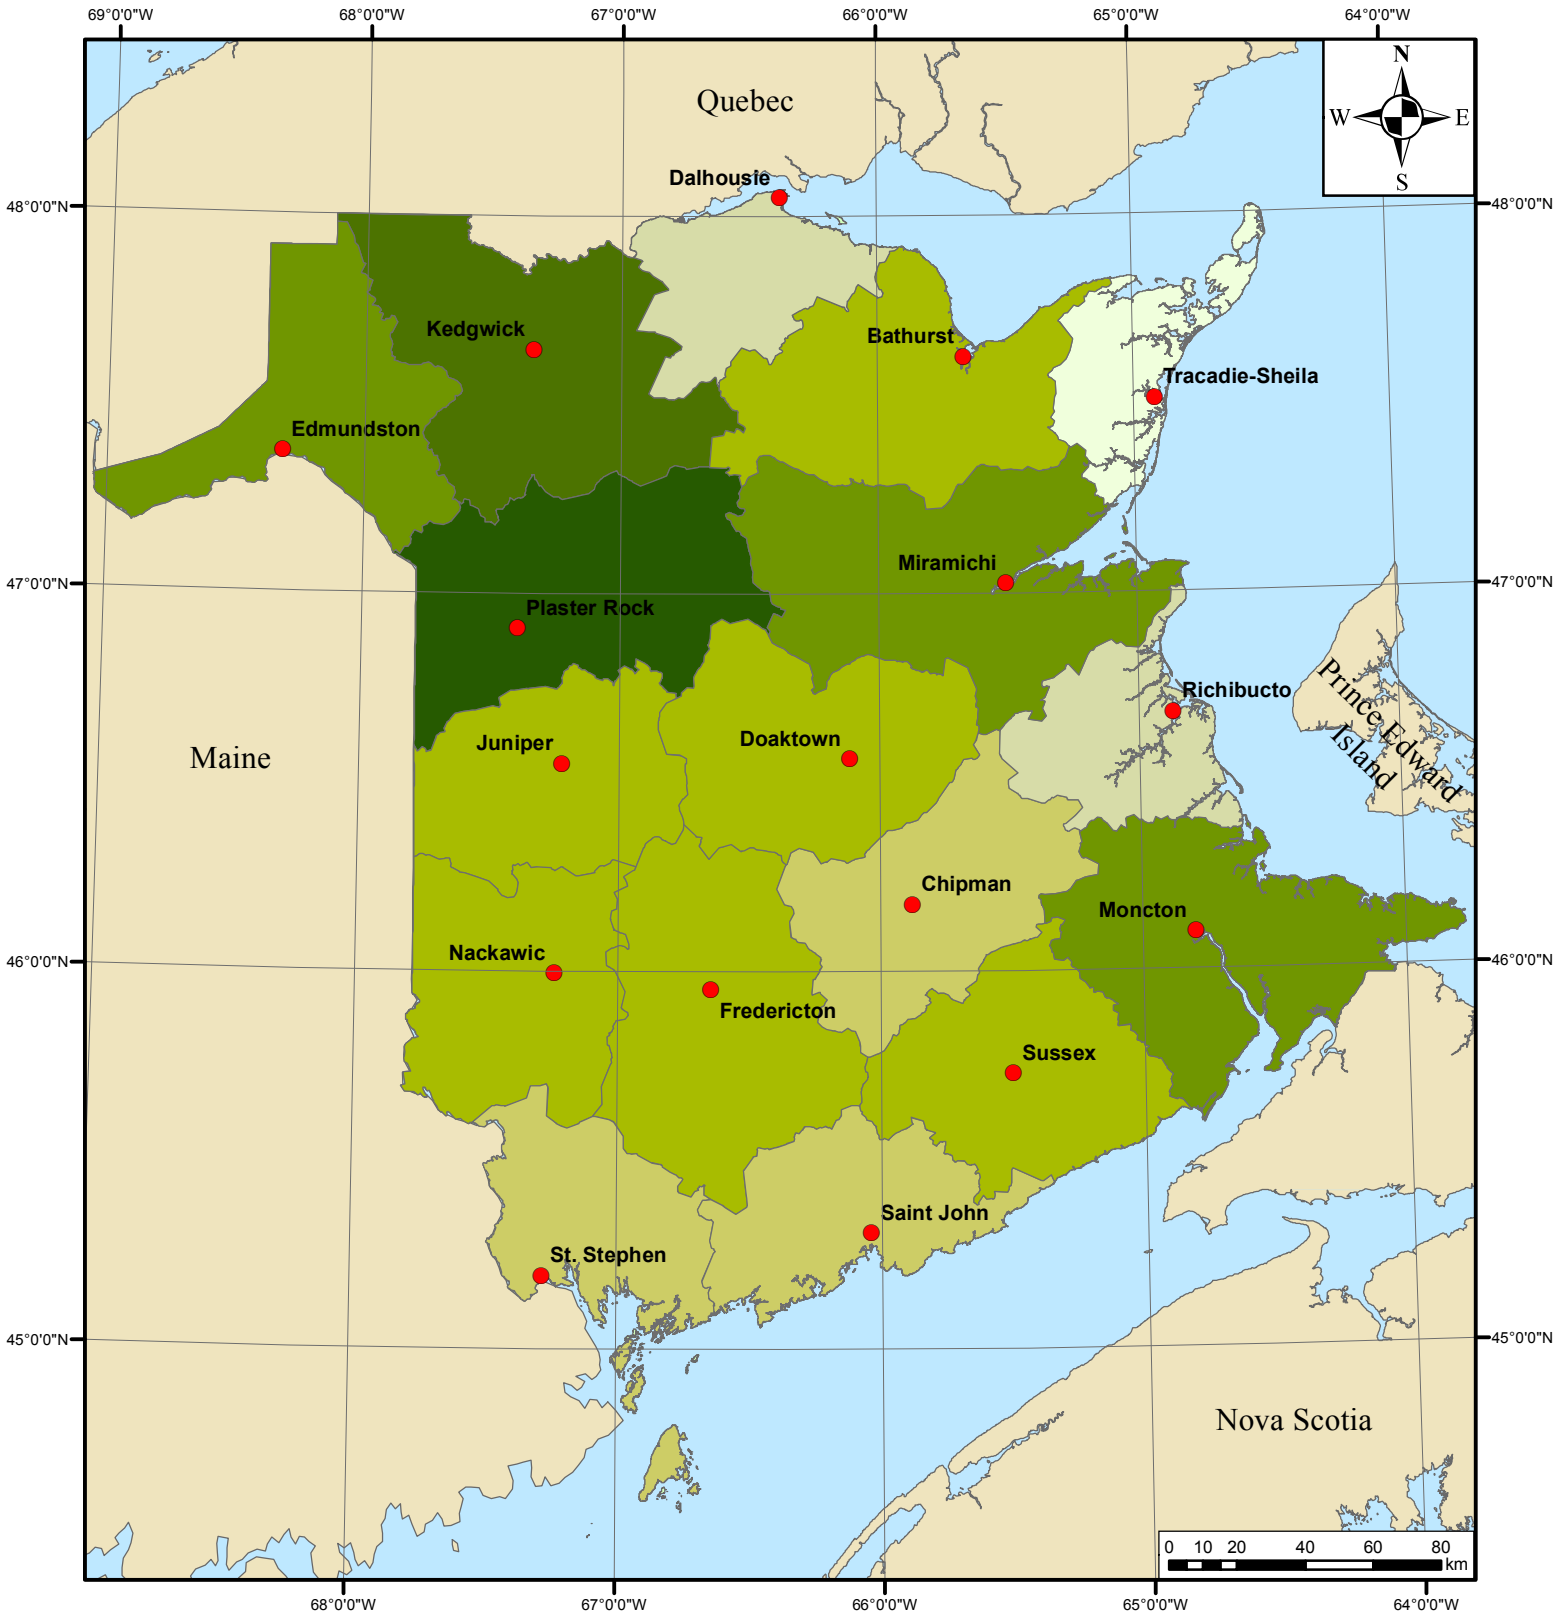 69°0'0"W 68°0'0"W 67°0'0"W 66°0'0"W 65°0'0"W 64°0'0"W
N
W E
S
Quebec
Dalhousie
48°0'0"N 48°0'0"N
Kedgwick
Bathurst
Tracadie-Sheila
Edmundston
Miramichi
47°0'0"N 47°0'0"N
Plaster Rock
Richibucto
Prince Edward
Island
Maine
Juniper
Doaktown
Chipman
Moncton
Nackawic
46°0'0"N 46°0'0"N
Fredericton
Sussex
Saint John
St. Stephen
45°0'0"N 45°0'0"N
Nova Scotia
0 10 20 40 60 80
km
68°0'0"W 67°0'0"W 66°0'0"W 65°0'0"W 64°0'0"W